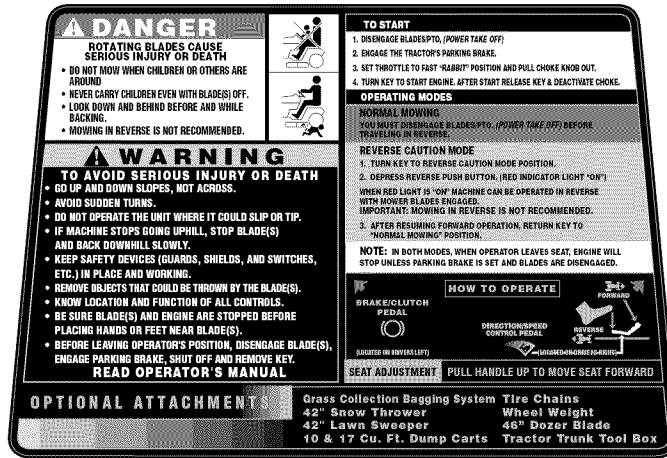 DANGER
ROTATING BLADES CAUSE
SERIOUS INJURY OR DEATH
• DO NOT MOW WHEN CHILDREN OR OTHERS ARE
AROUND
• NEVER CARRY CHILDREN EVEN WITH BLADE(S) OFF.
• LOOK DOWN AND BEHIND BEFORE AND WHILE
BACKING.
• MOWING IN REVERSE IS NOT RECOMMENDED.
WARNING
TO AVOID SERIOUS INJURY OR DEATH
• GO UP AND DOWN SLOPES, NOT ACROSS.
• AVOID SUDDEN TURNS.
• DO NOT OPERATE THE UNIT WHERE IT COULD SLIP OR TIP.
• IF MACHINE STOPS GOING UPHILL, STOP BLADE(S)
AND BACK DOWNHILL SLOWLY.
• KEEP SAFETY DEVICES (GUARDS, SHIELDS, AND SWITCHES,
ETC.) IN PLACE AND WORKING.
• REMOVE OBJECTS THAT COULD BE THROWN BY THE BLADE(S).
• KNOW LOCATION AND FUNCTION OF ALL CONTROLS.
• BE SURE BLADE(S) AND ENGINE ARE STOPPED BEFORE
PLACING HANDS OR FEET NEAR BLADE(S).
• BEFORE LEAVING OPERATOR'S POSITION, DISENGAGE BLADE(S),
ENGAGE PARKING BRAKE, SHUT OFF AND REMOVE KEY.
READ OPERATOR'S MANUAL
TO START
1. DISENGAGE BLADES/PTO, (POWER TAKE OFF)
2. ENGAGE THE TRACTOR'S PARKING BRAKE.
3. SET THROTTLE TO FAST "RABBIT" POSITION AND PULL CHOKE KNOB OUT.
4. TURN KEY TO START ENGINE. AFTER START RELEASE KEY & DEACTIVATE CHOKE.
OPERATING MODES
NORMAL MOWING
YOU MUST DISENGAGE BLADES/PTO, (POWER TAKE OFF) BEFORE
TRAVELING IN REVERSE.
REVERSE CAUTION MODE
1. TURN KEY TO REVERSE CAUTION MODE POSITION.
2. DEPRESS REVERSE PUSH BUTTON, (RED INDICATOR LIGHT "ON")
WHEN RED LIGHT IS "ON" MACHINE CAN BE OPERATED IN REVERSE
WITH MOWER BLADES ENGAGED.
IMPORTANT: MOWING IN REVERSE IS NOT RECOMMENDED.
3. AFTER RESUMING FORWARD OPERATION, RETURN KEY TO
"NORMAL MOWING" POSITION.
NOTE: IN BOTH MODES, WHEN OPERATOR LEAVES SEAT, ENGINE WILL
STOP UNLESS PARKING BRAKE IS SET AND BLADES ARE DISENGAGED.
HOW TO OPERATE
BRAKE/CLUTCH
PEDAL
(LOCATED ON DRIVERS LEFT)
DIRECTION/SPEED
CONTROL PEDAL
FORWARD
REVERSE
(LOCATED ON DRIVERS RIGHT)
SEAT ADJUSTMENT PULL HANDLE UP TO MOVE SEAT FORWARD
OPTIONAL ATTACHMENTS
Grass Collection Bagging System
42" Snow Thrower
42" Lawn Sweeper
10 & 17 Cu. Ft. Dump Carts
Tire Chains
Wheel Weight
46" Dozer Blade
Tractor Trunk Tool Box